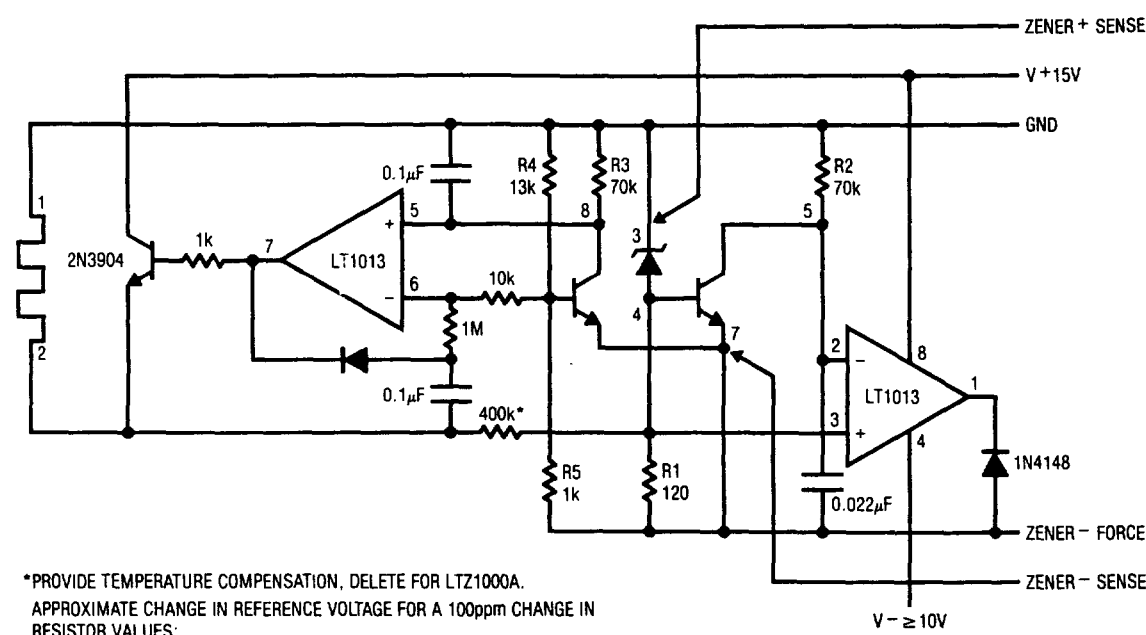 ZENER+ SENSE
V+15V
GND
1
2
2N3904
1k
7
LT1013
+
5
−
6
0.1µF
1M
0.1µF
10k
400k*
R4
13k
R3
70k
8
R5
1k
3
4
R1
120
7
R2
70k
5
2
−
3
+
LT1013
8
4
1
1N4148
0.022µF
ZENER− FORCE
ZENER− SENSE
V− ≥ 10V
*PROVIDE TEMPERATURE COMPENSATION, DELETE FOR LTZ1000A.
APPROXIMATE CHANGE IN REFERENCE VOLTAGE FOR A 100ppm CHANGE IN
RESISTOR VALUES: